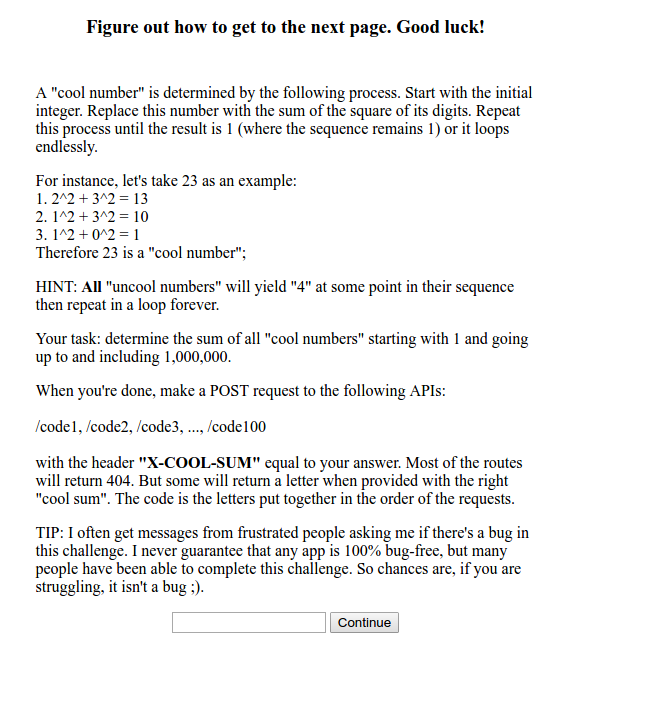 Figure out how to get to the next page. Good luck!
A "cool number" is determined by the following process. Start with the initial
integer. Replace this number with the sum of the square of its digits. Repeat
this process until the result is 1 (where the sequence remains 1) or it loops
endlessly.
For instance, let's take 23 as an example:
1. 2^2 + 3^2 = 13
2. 1^2 + 3^2 = 10
3. 1^2 + 0^2 = 1
Therefore 23 is a "cool number";
HINT: All "uncool numbers" will yield "4" at some point in their sequence
then repeat in a loop forever.
Your task: determine the sum of all "cool numbers" starting with 1 and going
up to and including 1,000,000.
When you're done, make a POST request to the following APIs:
/code1, /code2, /code3, ..., /code100
with the header "X-COOL-SUM" equal to your answer. Most of the routes
will return 404. But some will return a letter when provided with the right
"cool sum". The code is the letters put together in the order of the requests.
TIP: I often get messages from frustrated people asking me if there's a bug in
this challenge. I never guarantee that any app is 100% bug-free, but many
people have been able to complete this challenge. So chances are, if you are
struggling, it isn't a bug ;).
Continue